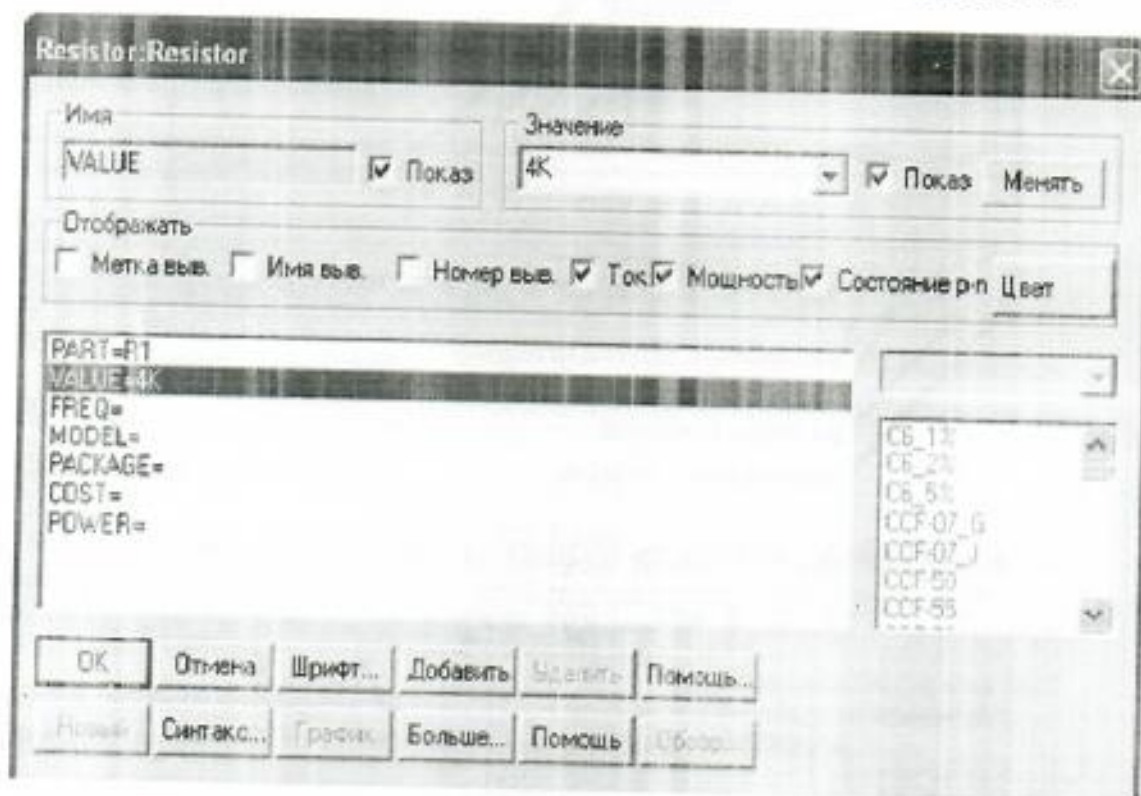 Resistor:Resistor
Имя
VALUE
Показ
Значение
4K
Показ
Менять
Отображать
Метка выв.
Имя выв.
Номер выв.
Ток
Мощность
Состояние p-n
Цвет
PART=R1
VALUE=4K
FREQ=
MODEL=
PACKAGE=
COST=
POWER=
C6_1%
C6_2%
C6_5%
CCF-07_G
CCF-07_J
CCF-50
CCF-55
OK
Отмена
Шрифт...
Добавить
Удалить
Помощь...
Новый
Синтакс...
График
Больше...
Помощь
Обзор...